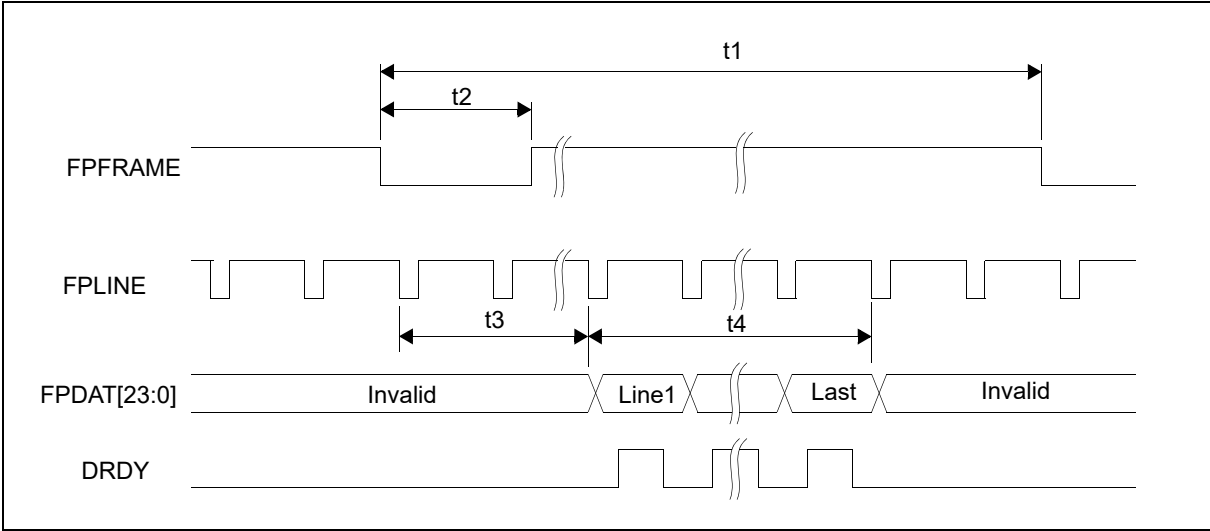 t1
t2
FPFRAME
FPLINE
t3
t4
FPDAT[23:0]
Invalid
Line1
Last
Invalid
DRDY